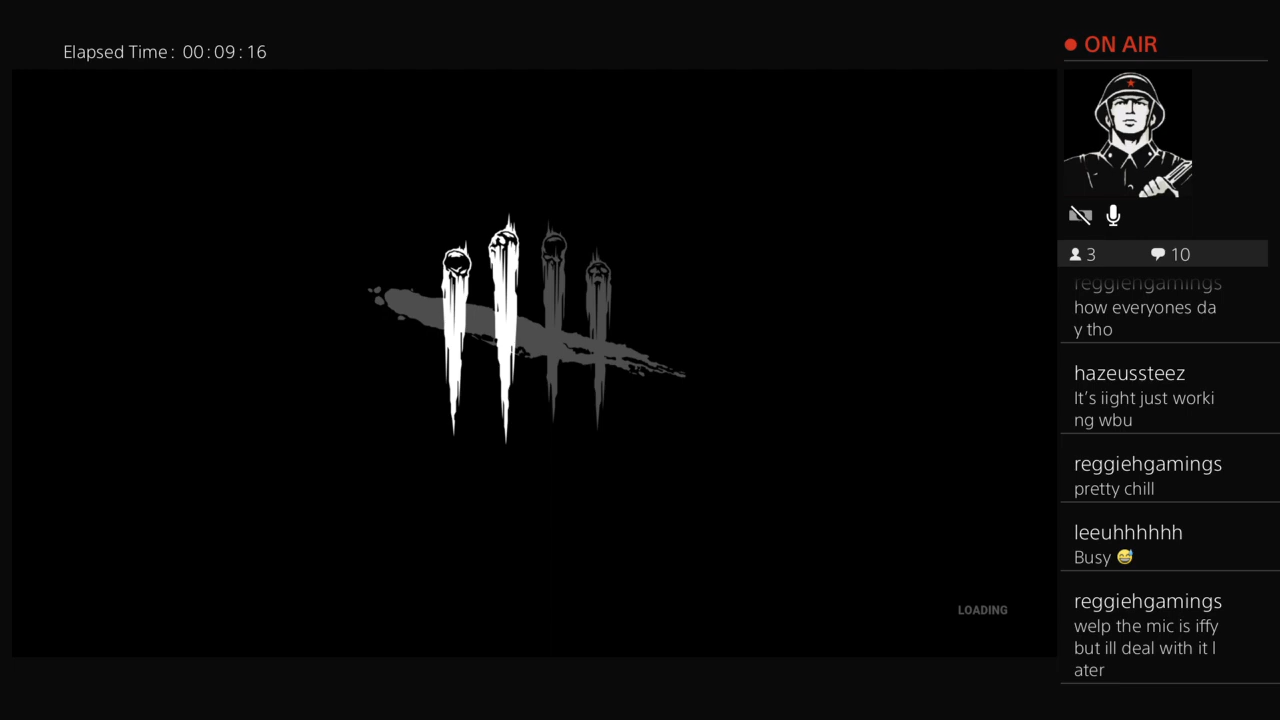 Elapsed Time: 00:09:16
ON AIR
3
10
reggiehgamings
how everyones da
y tho
hazeussteez
It's iight just worki
ng wbu
reggiehgamings
pretty chill
leeuhhhhhh
Busy 😅
reggiehgamings
welp the mic is iffy
but ill deal with it l
ater
LOADING